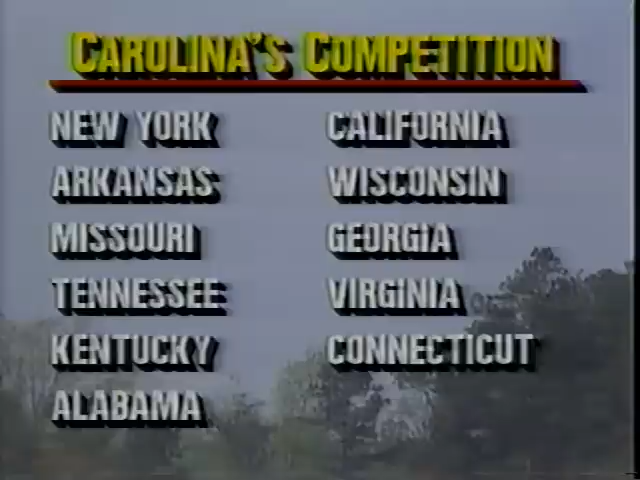 CAROLINA'S COMPETITION
NEW YORK
ARKANSAS
MISSOURI
TENNESSEE
KENTUCKY
ALABAMA
CALIFORNIA
WISCONSIN
GEORGIA
VIRGINIA
CONNECTICUT